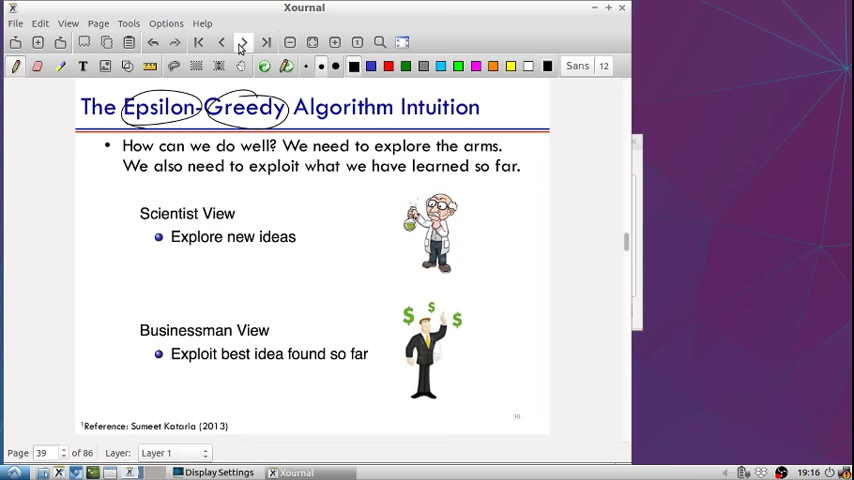 Xournal
File Edit View Page Tools Options Help
Sans 12
The Epsilon-Greedy Algorithm Intuition
• How can we do well? We need to explore the arms.
We also need to exploit what we have learned so far.
Scientist View
Explore new ideas
$ $ $
Businessman View
Exploit best idea found so far
39
1Reference: Sumeet Kataria (2013)
Page 39 of 86 Layer: Layer 1
Display Settings Xournal 19:16